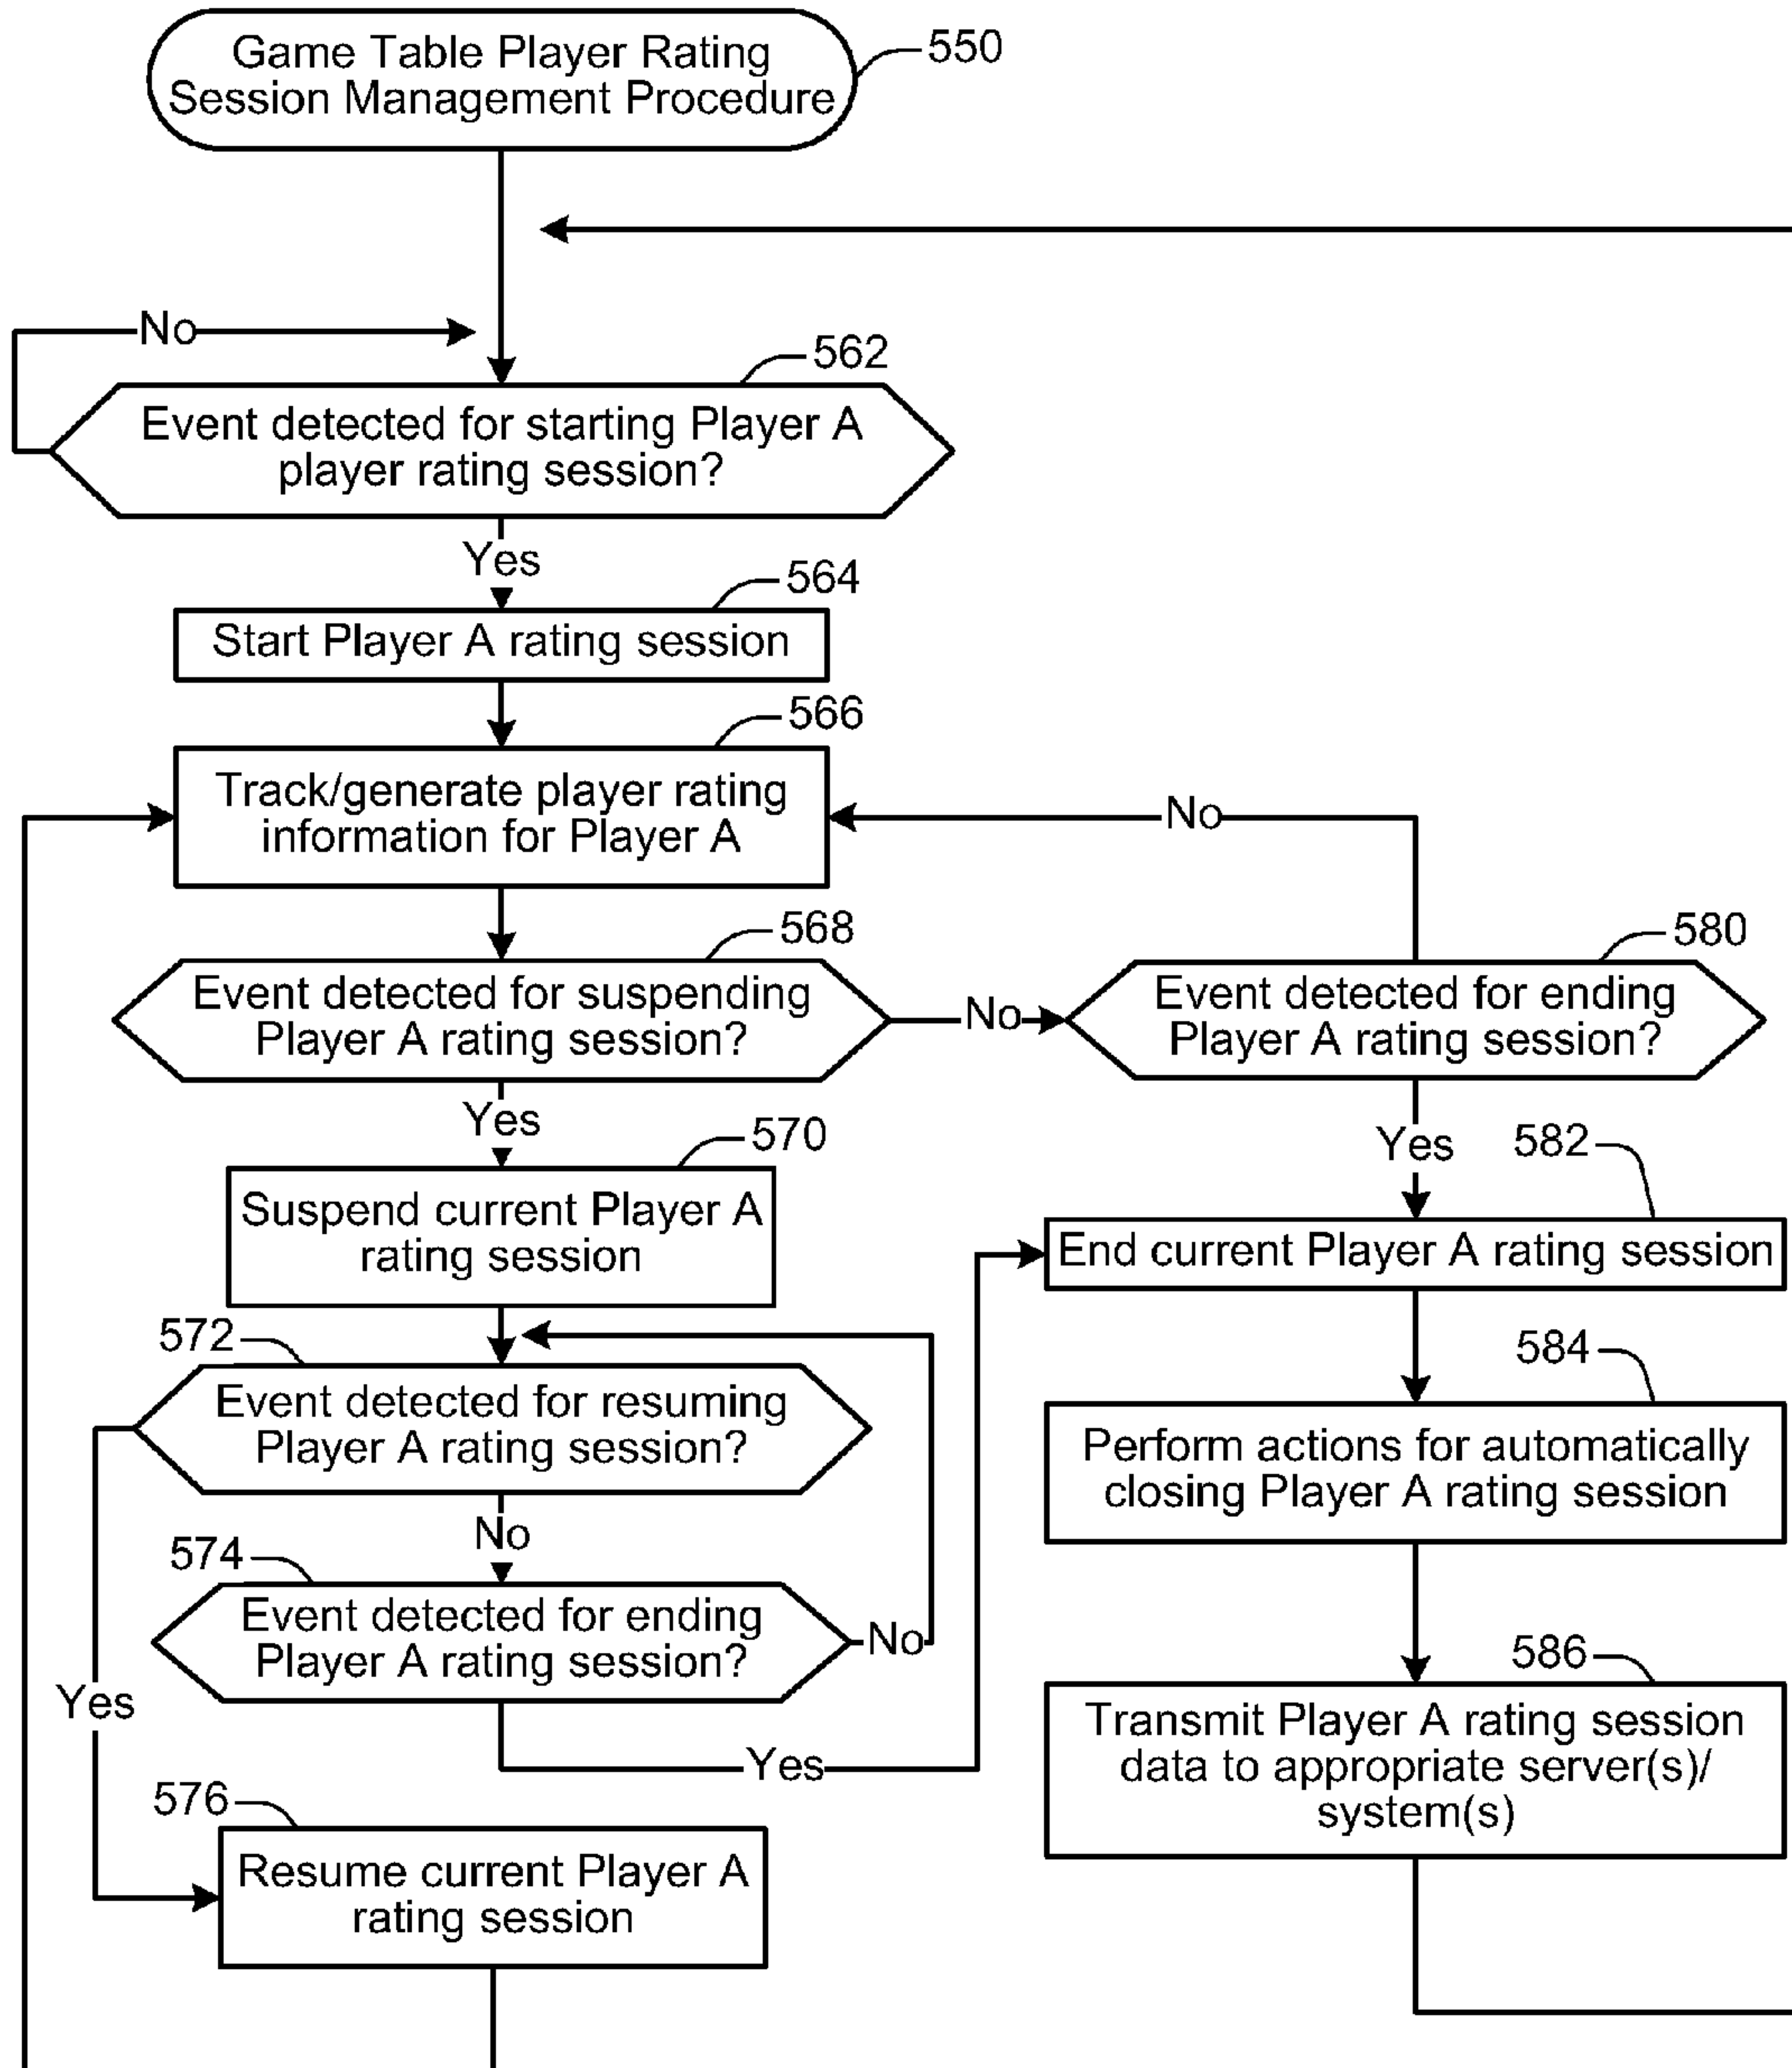 Game Table Player Rating
Session Management Procedure
550
No
562
Event detected for starting Player A
player rating session?
Yes
564
Start Player A rating session
566
Track/generate player rating
information for Player A
No
568
Event detected for suspending
Player A rating session?
No
580
Event detected for ending
Player A rating session?
Yes
570
Suspend current Player A
rating session
Yes
582
End current Player A rating session
572
Event detected for resuming
Player A rating session?
584
Perform actions for automatically
closing Player A rating session
No
574
Event detected for ending
Player A rating session?
No
Yes
Yes
586
Transmit Player A rating session
data to appropriate server(s)/
system(s)
576
Resume current Player A
rating session